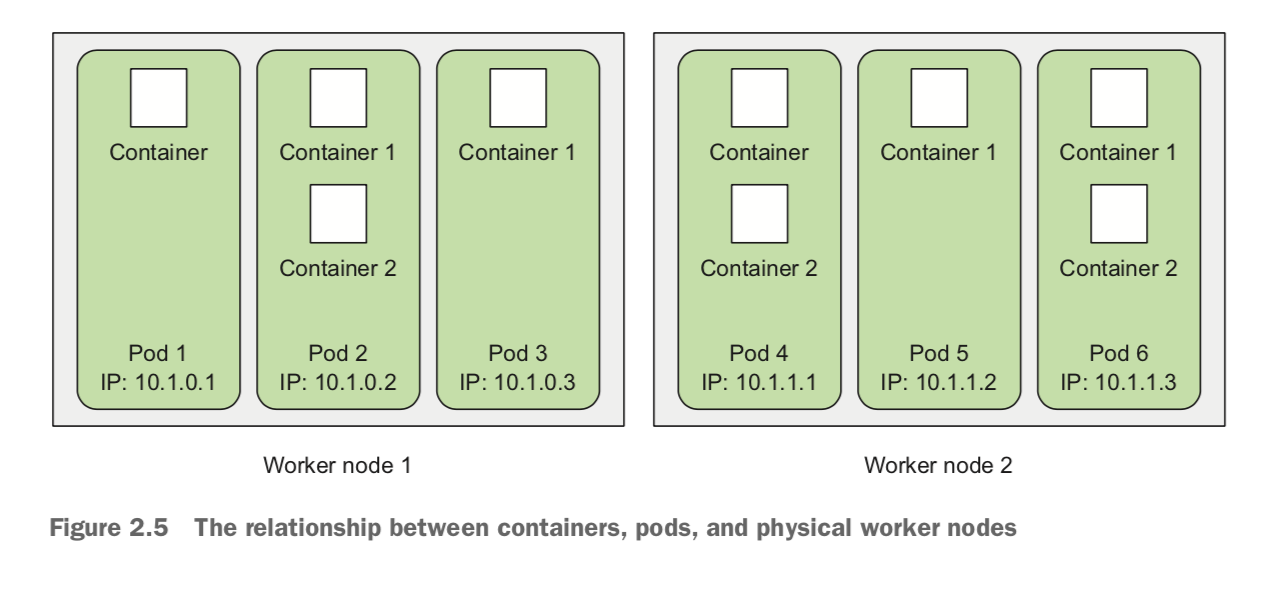 Container
Container 1
Container 1
Container 2
Pod 1
IP: 10.1.0.1
Pod 2
IP: 10.1.0.2
Pod 3
IP: 10.1.0.3
Worker node 1
Container
Container 1
Container 1
Container 2
Container 2
Pod 4
IP: 10.1.1.1
Pod 5
IP: 10.1.1.2
Pod 6
IP: 10.1.1.3
Worker node 2
Figure 2.5 The relationship between containers, pods, and physical worker nodes